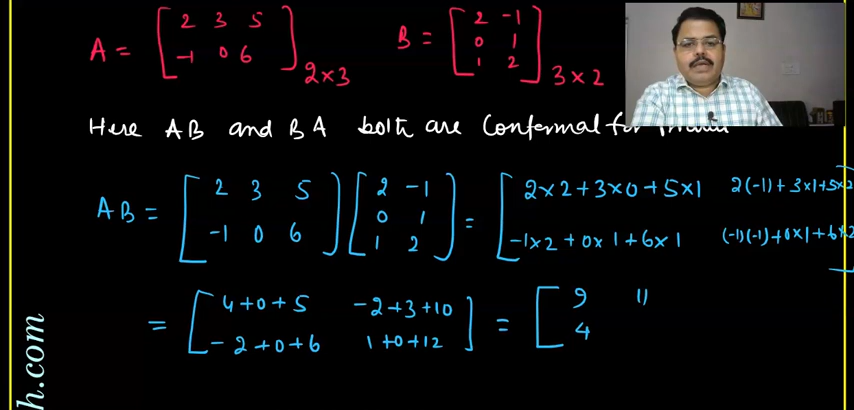 A = [ 2 3 5 -1 0 6 ] 2×3 B = [ 2 -1 0 1 1 2 ] 3×2
Here AB and BA both are Conformal for
AB = [ 2 3 5 -1 0 6 ] [ 2 -1 0 1 1 2 ] = [ 2×2+3×0+5×1 2(-1)+3×1+5×2 -1×2+0×1+6×1 (-1)(-1)+0×1+6×2
= [ 4+0+5 -2+3+10 -2+0+6 1+0+12 ] = [ 9 11 4
h.com